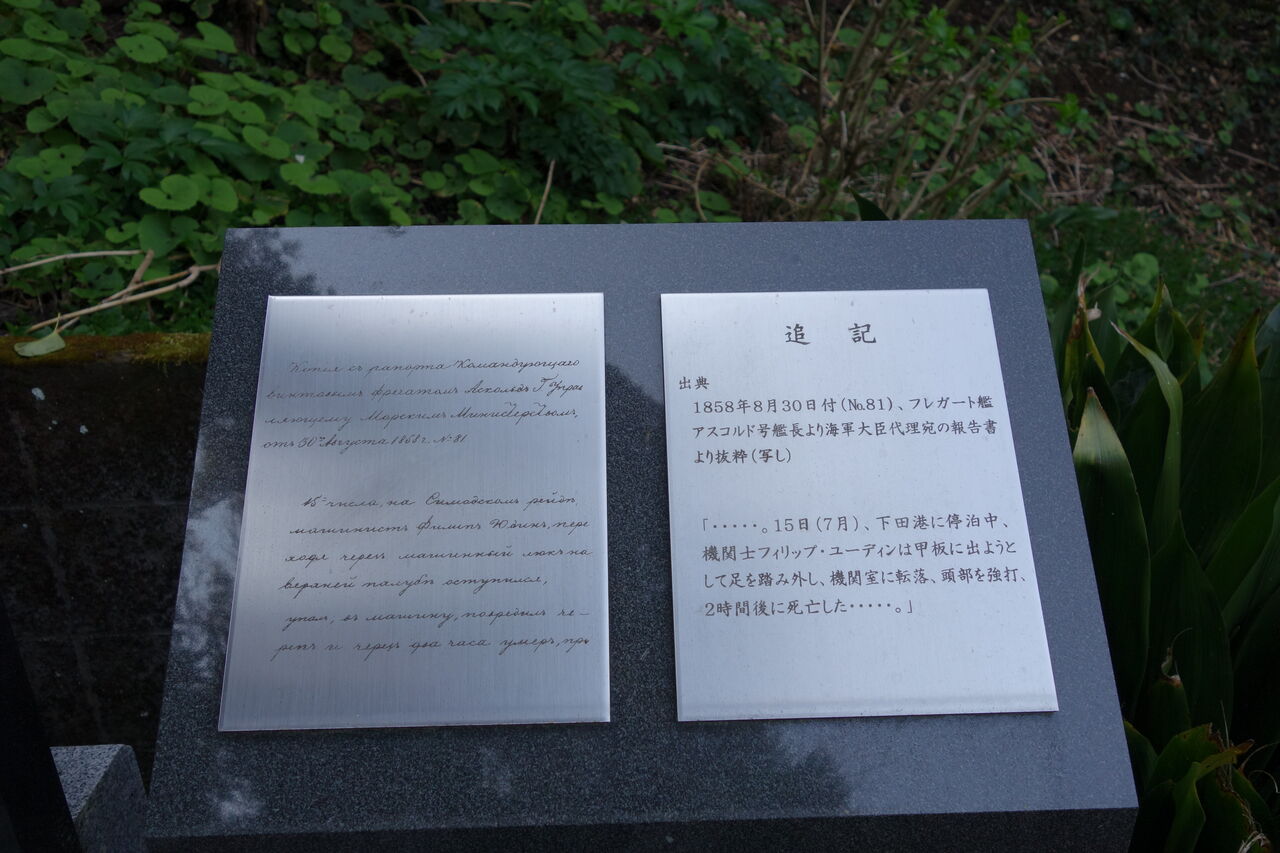 Копія съ рапорта Командующаго
винтовымъ фрегатомъ Аскольдъ Г. Управ
ляющему Морскимъ Министерствомъ,
отъ 30го Августа 1858 г. № 81
15го числа, на Симодскомъ рейдѣ,
машинистъ Филипъ Юдинъ, пере
ходя черезъ машинный люкъ на
верхней палубѣ оступился,
упалъ, въ машину, повредилъ че-
репъ и черезъ два часа умеръ, при
追 記
出典
1858年8月30日付(№81)、フレガート艦
アスコルド号艦長より海軍大臣代理宛の報告書
より抜粋(写し)
「・・・・・。15日(7月)、下田港に停泊中、
機関士フィリップ・ユーディンは甲板に出ようと
して足を踏み外し、機関室に転落、頭部を強打、
2時間後に死亡した・・・・・。」